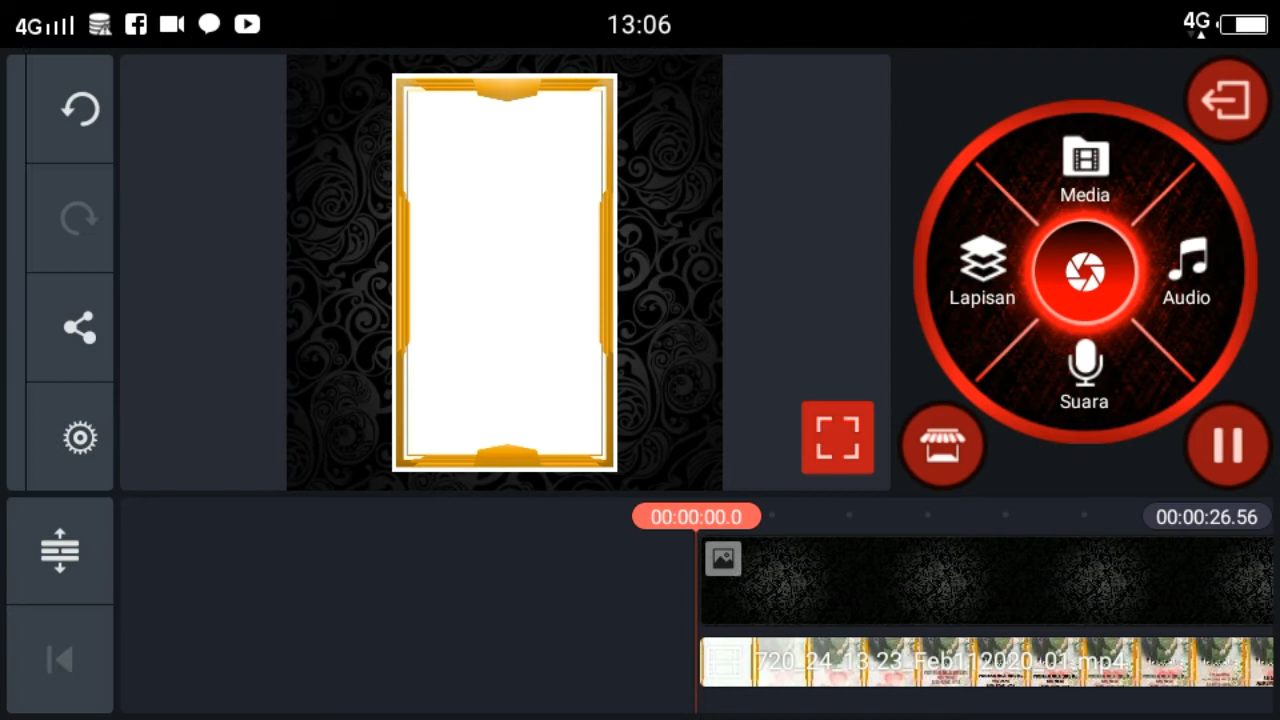 4G 13:06 4G
Media
Lapisan
Audio
Suara
00:00:00.0
00:00:26.56
720_24_13.23_Feb112020_01.mp4